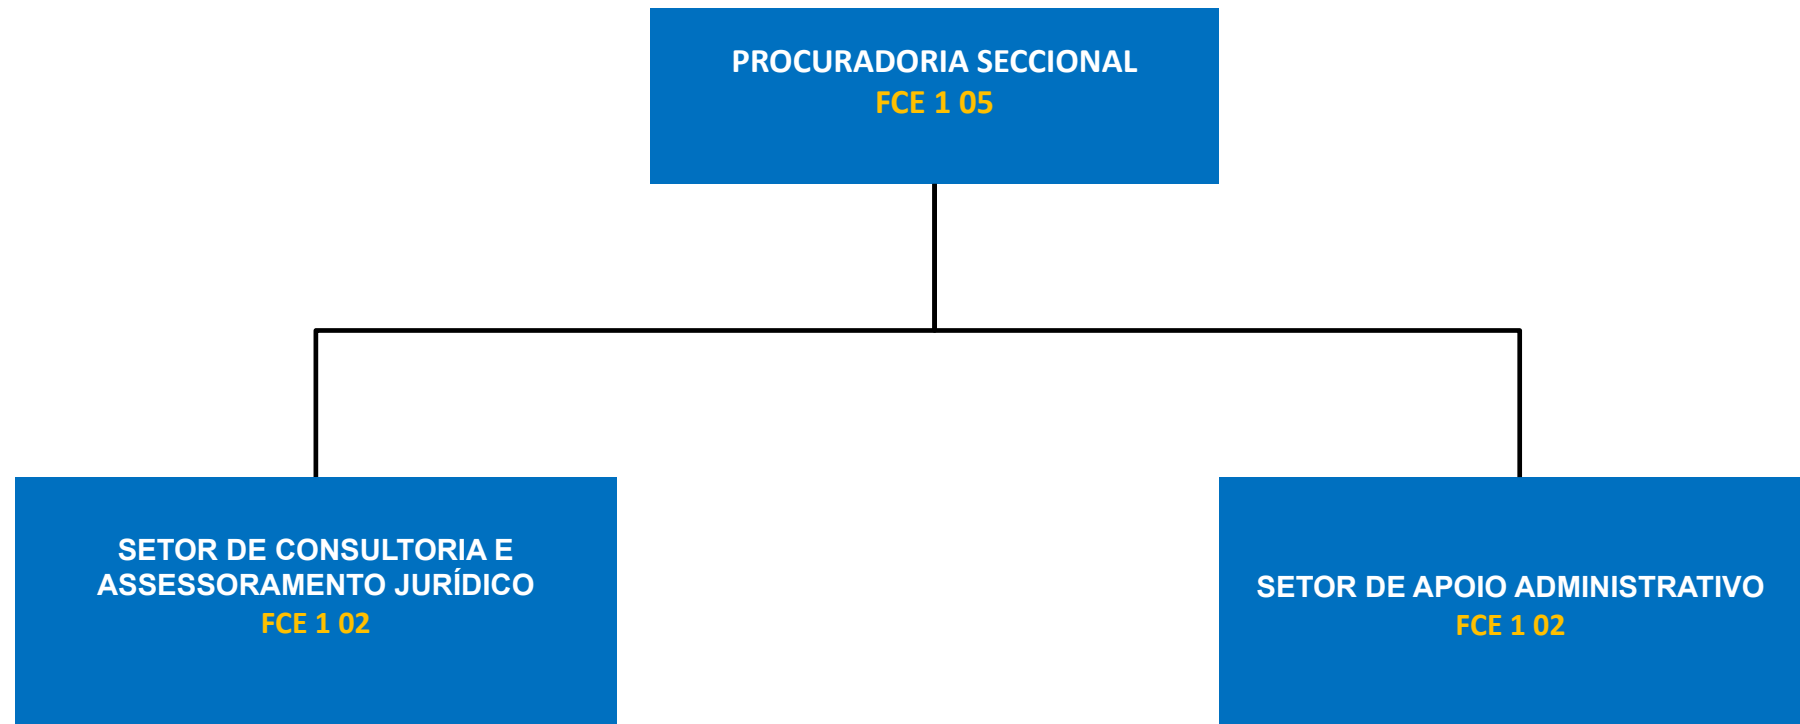 PROCURADORIA SECCIONAL
FCE 1 05
SETOR DE CONSULTORIA E
ASSESSORAMENTO JURÍDICO
FCE 1 02
SETOR DE APOIO ADMINISTRATIVO
FCE 1 02